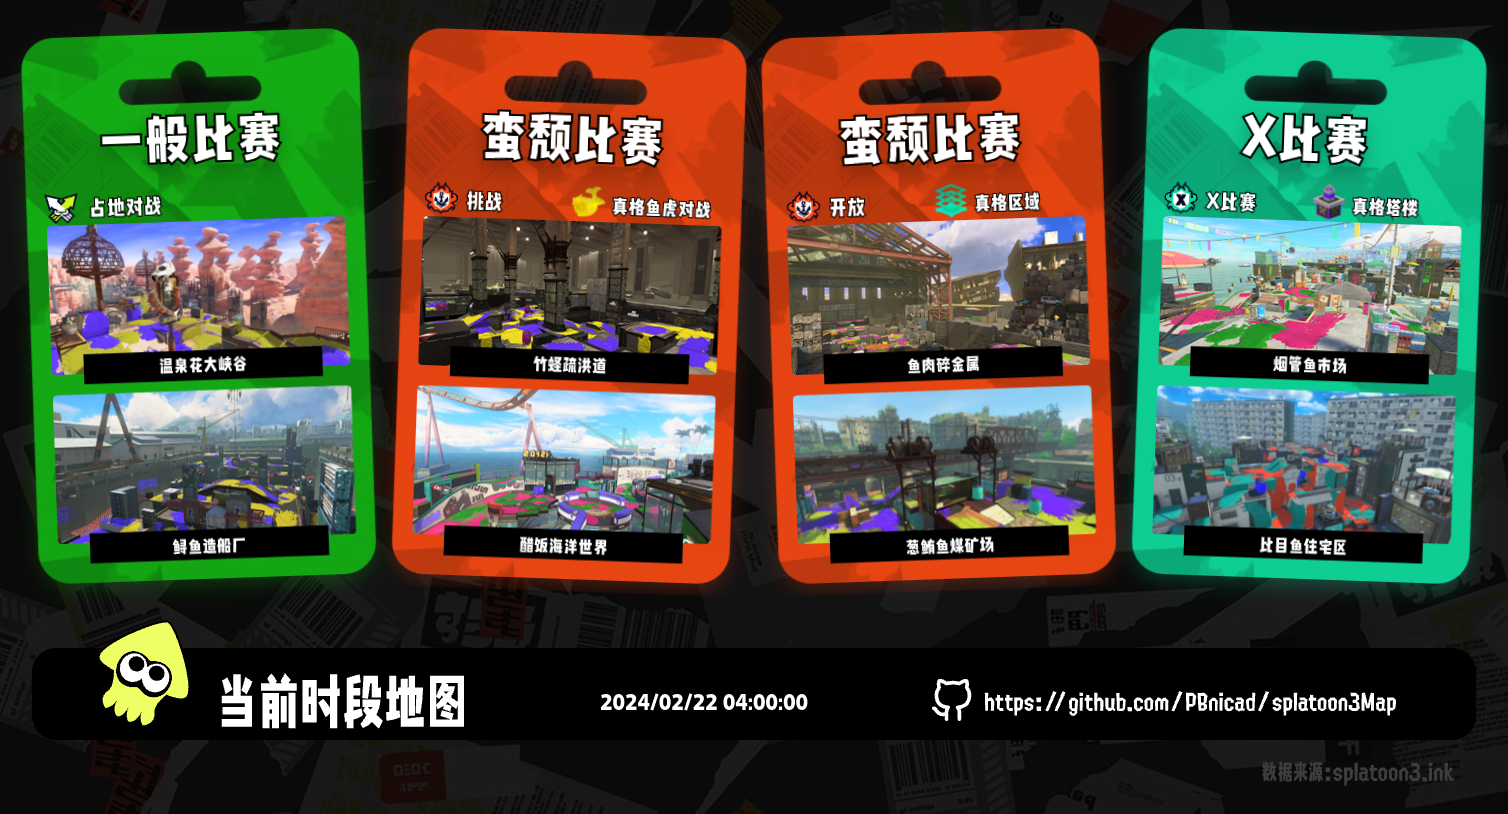 一般比赛
占地对战
温泉花大峡谷
鲟鱼造船厂
蛮颓比赛
挑战
真格鱼虎对战
竹蛏疏洪道
醋饭海洋世界
蛮颓比赛
开放
真格区域
鱼肉碎金属
葱鲔鱼煤矿场
X比赛
X比赛
真格塔楼
烟管鱼市场
比目鱼住宅区
当前时段地图
2024/02/22 04:00:00
https://github.com/PBnicad/splatoon3Map
数据来源:splatoon3.ink